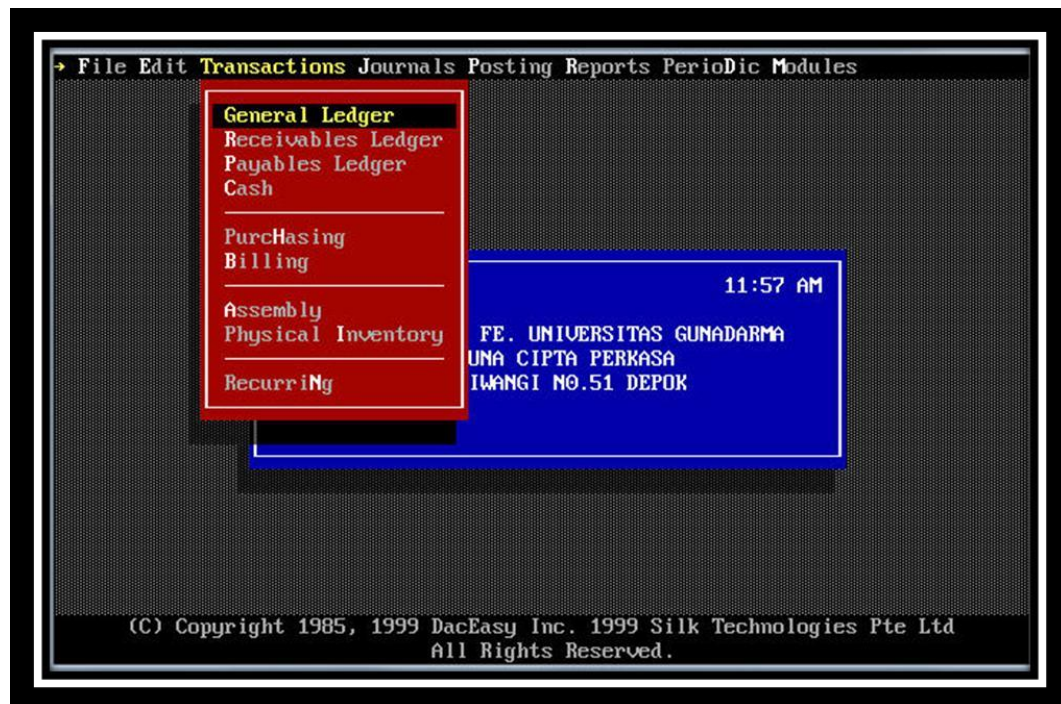 → File Edit Transactions Journals Posting Reports PerioDic Modules
General Ledger
Receivables Ledger
Payables Ledger
Cash
PurcHasing
Billing
Assembly
Physical Inventory
RecurriNg
11:57 AM
FE. UNIVERSITAS GUNADARMA
UNA CIPTA PERKASA
IWANGI NO.51 DEPOK
(C) Copyright 1985, 1999 DacEasy Inc. 1999 Silk Technologies Pte Ltd
All Rights Reserved.